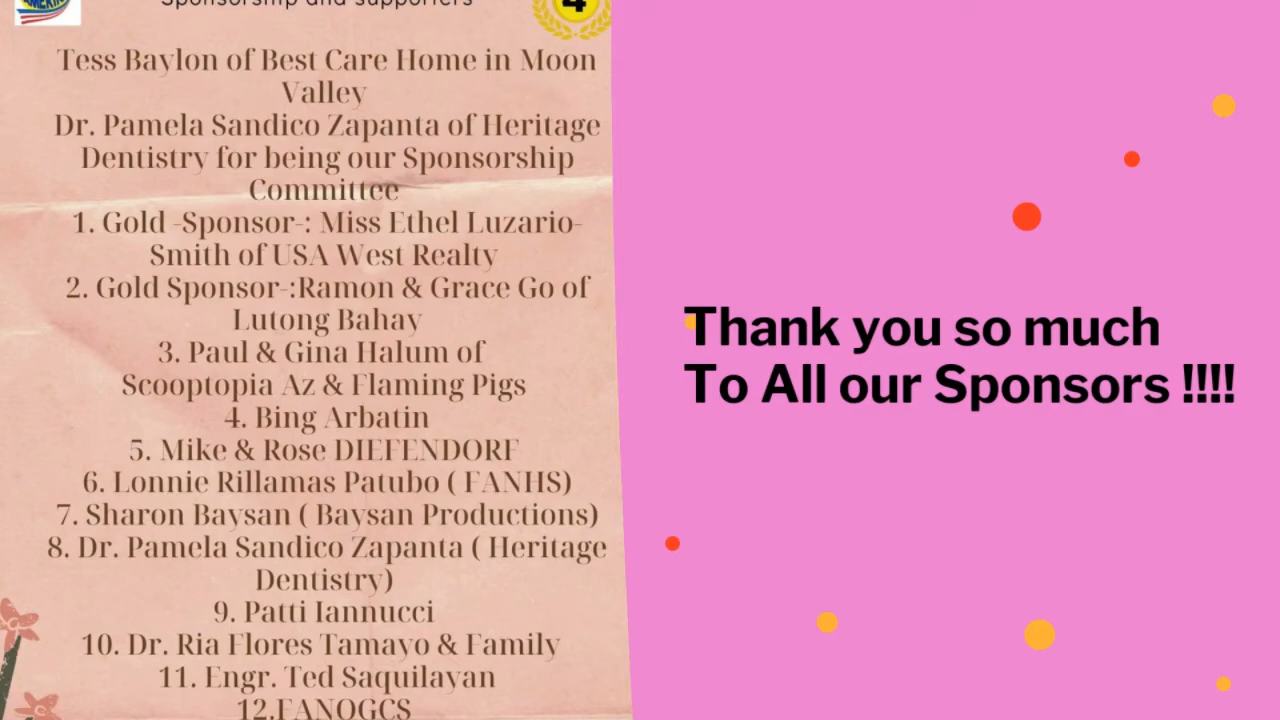 Sponsorship and supporters
4
Tess Baylon of Best Care Home in Moon
Valley
Dr. Pamela Sandico Zapanta of Heritage
Dentistry for being our Sponsorship
Committee
1. Gold -Sponsor-: Miss Ethel Luzario-
Smith of USA West Realty
2. Gold Sponsor-:Ramon & Grace Go of
Lutong Bahay
3. Paul & Gina Halum of
Scooptopia Az & Flaming Pigs
4. Bing Arbatin
5. Mike & Rose DIEFENDORF
6. Lonnie Rillamas Patubo ( FANHS)
7. Sharon Baysan ( Baysan Productions)
8. Dr. Pamela Sandico Zapanta ( Heritage
Dentistry)
9. Patti Iannucci
10. Dr. Ria Flores Tamayo & Family
11. Engr. Ted Saquilayan
12.FANOGCS
Thank you so much
To All our Sponsors !!!!